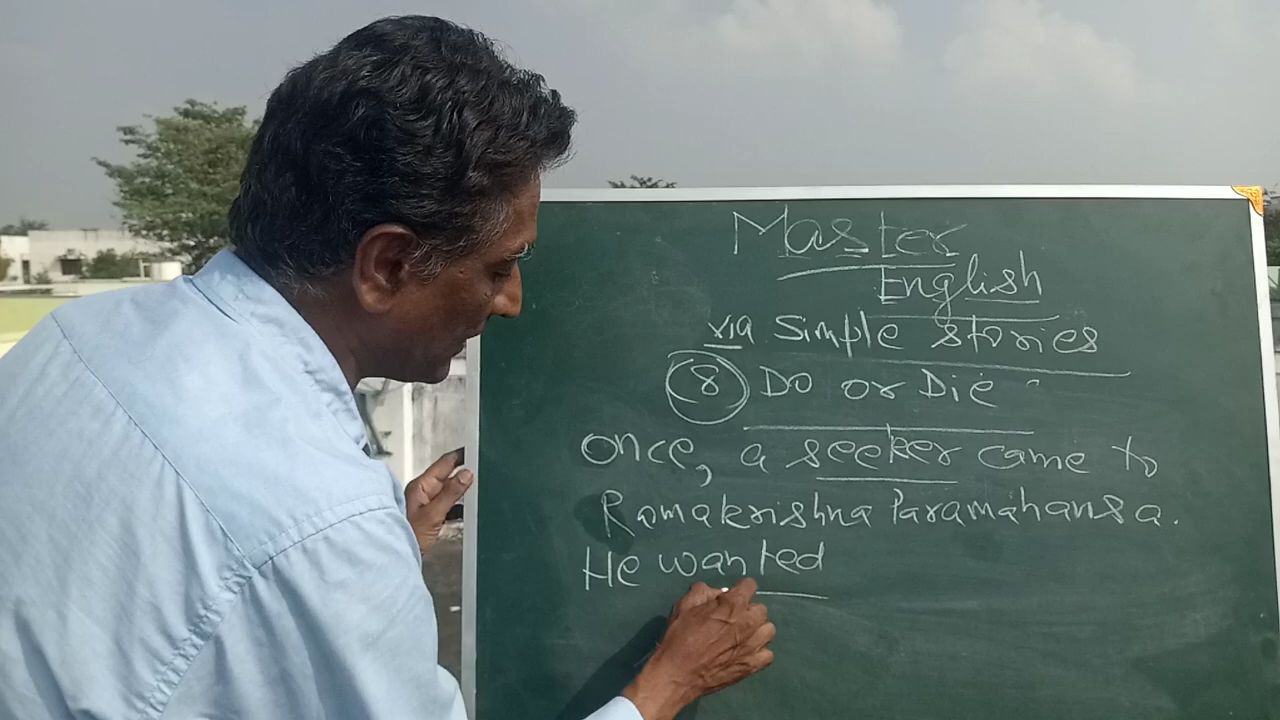 Master
English
via Simple stories
8 Do or Die
once, a seeker came to
Ramakrishna Paramahansa.
He wanted